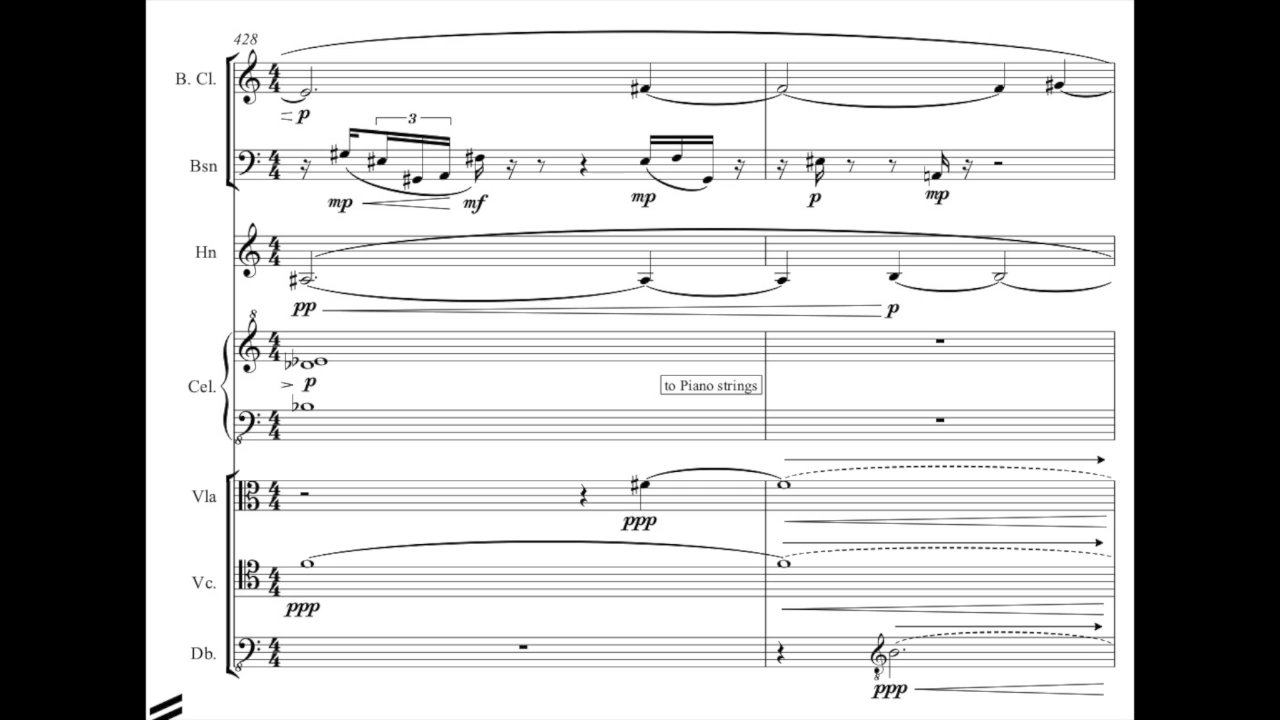 428
B. Cl.
p
3
Bsn
mp mf mp p mp
Hn
pp p
8
Cel.
p
to Piano strings
8
Vla
ppp
Vc.
ppp
Db.
8
8
ppp